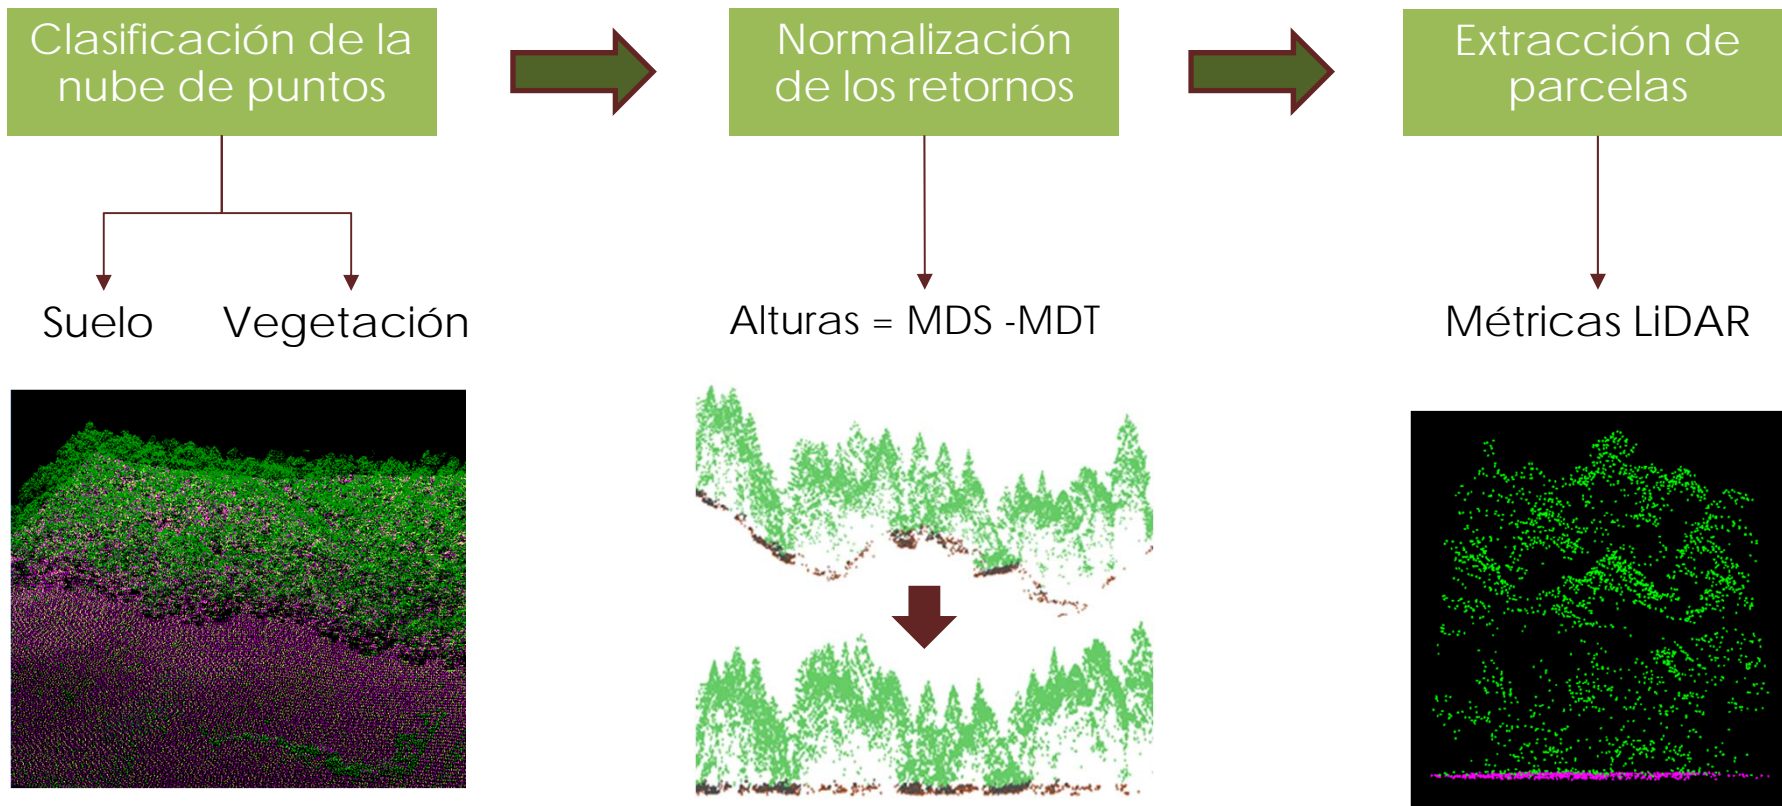 Clasificación de la
nube de puntos
Normalización
de los retornos
Extracción de
parcelas
Suelo
Vegetación
Alturas = MDS -MDT
Métricas LiDAR